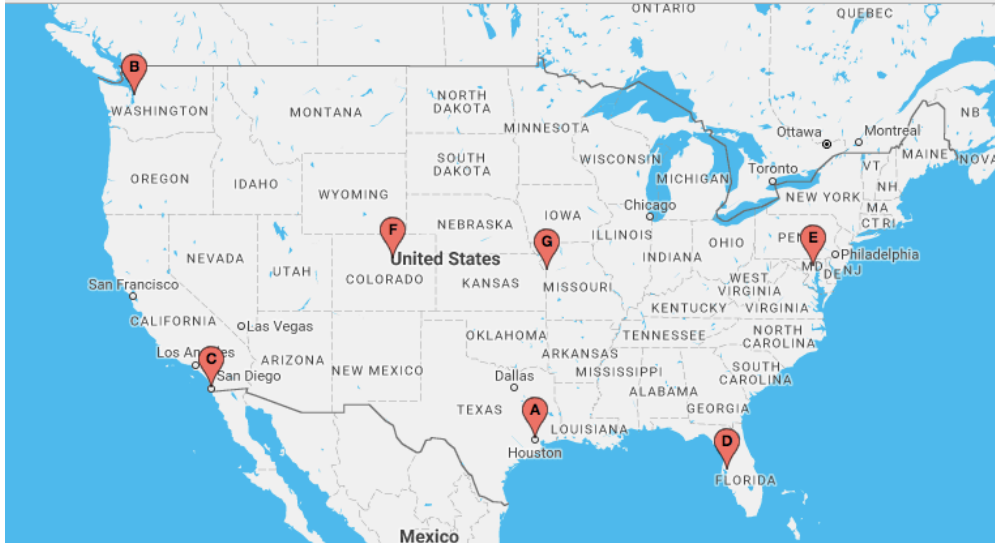 ONTARIO
QUEBEC
B
WASHINGTON
MONTANA
NORTH
DAKOTA
MINNESOTA
Ottawa
Montreal
NB
MAINE
NOVA
OREGON
IDAHO
WYOMING
SOUTH
DAKOTA
WISCONSIN
MICHIGAN
Toronto
VT
NH
NEW YORK
MA
CT RI
Chicago
NEBRASKA
IOWA
ILLINOIS
INDIANA
OHIO
PEN
E
Philadelphia
MD
DE
NJ
F
G
United States
NEVADA
UTAH
COLORADO
KANSAS
MISSOURI
WEST
VIRGINIA
VIRGINIA
KENTUCKY
San Francisco
CALIFORNIA
Las Vegas
ARIZONA
NEW MEXICO
OKLAHOMA
ARKANSAS
TENNESSEE
NORTH
CAROLINA
Los Angeles
C
San Diego
Dallas
MISSISSIPPI
ALABAMA
SOUTH
CAROLINA
GEORGIA
TEXAS
A
LOUISIANA
Houston
D
FLORIDA
Mexico